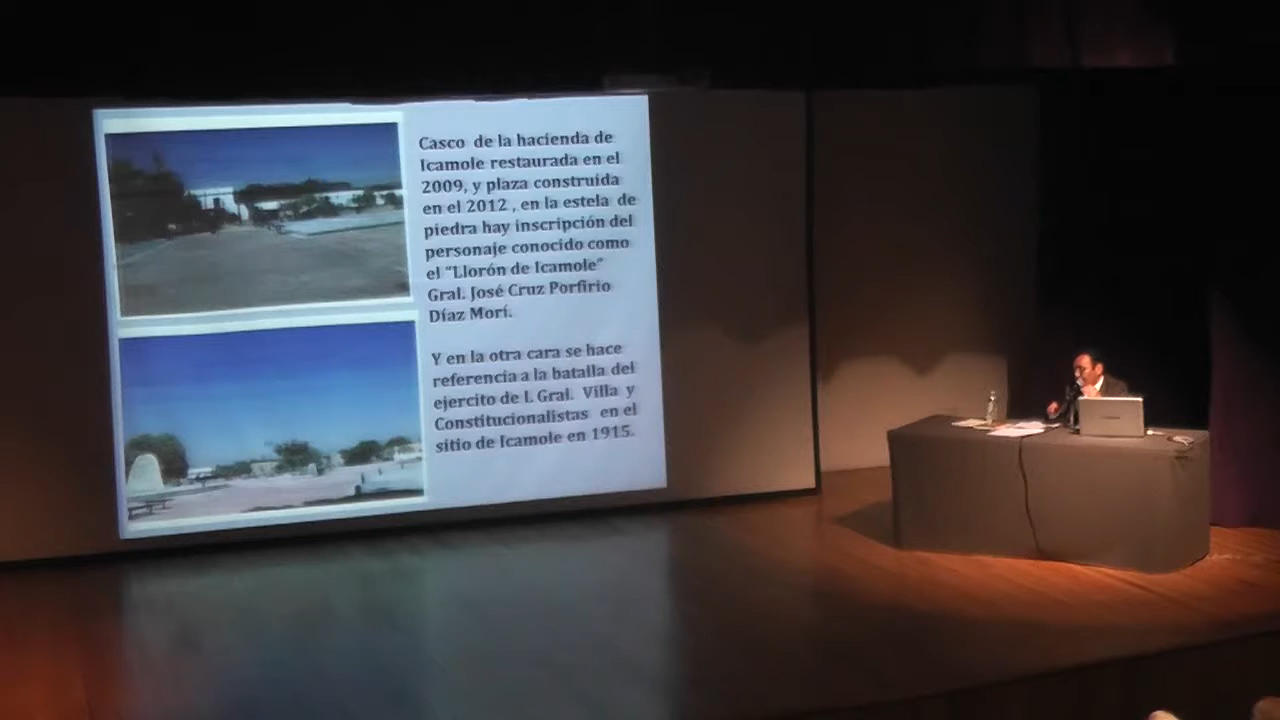 Casco de la hacienda de
Icamole restaurada en el
2009, y plaza construida
en el 2012 , en la estela de
piedra hay inscripción del
personaje conocido como
el "Llorón de Icamole"
Gral. José Cruz Porfirio
Díaz Morí.
Y en la otra cara se hace
referencia a la batalla del
ejercito de L Gral. Villa y
Constitucionalistas en el
sitio de Icamole en 1915.